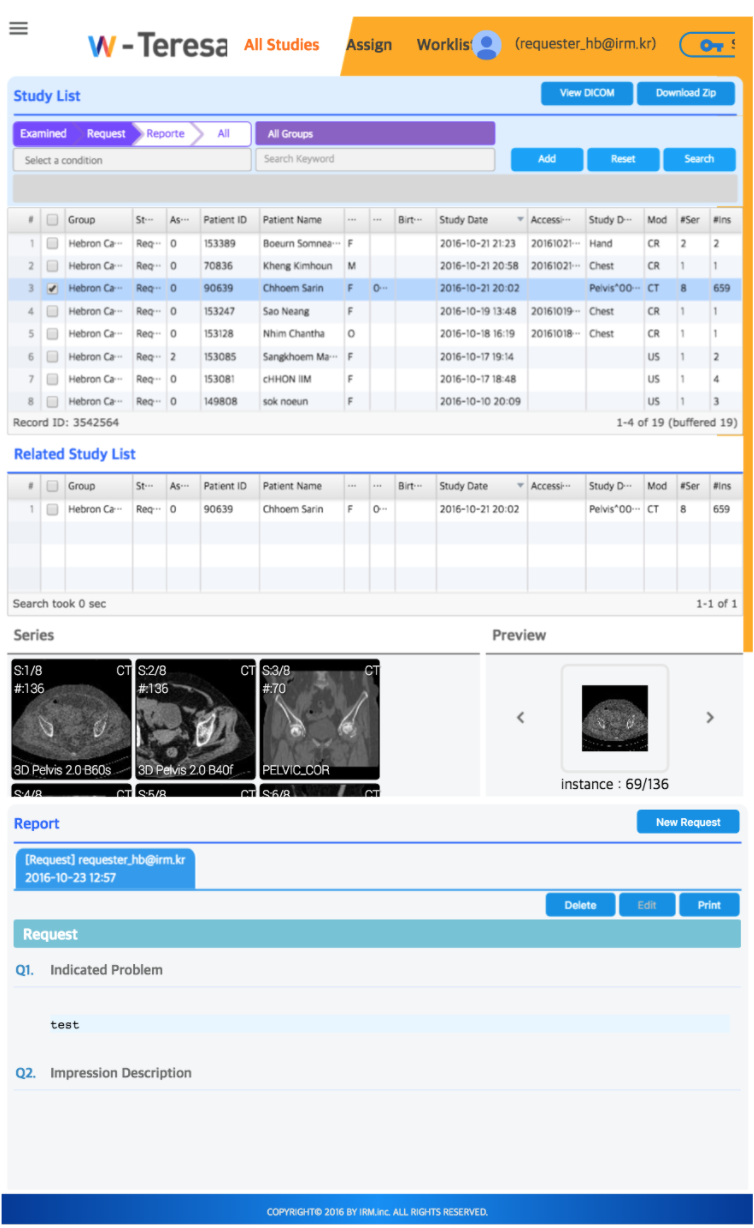 W-Teresa All Studies Assign Worklis (requester_hb@irm.kr)
Study List View DICOM Download Zip
Examined Request Reporte All All Groups
Select a condition Search Keyword Add Reset Search
# Group St··· As··· Patient ID Patient Name ··· ··· Birt··· Study Date Accessi··· Study D··· Mod #Ser #Ins
1 Hebron Ca··· Req··· 0 153389 Boeurn Somnea··· F 2016-10-21 21:23 20161021··· Hand CR 2 2
2 Hebron Ca··· Req··· 0 70836 Kheng Kimhoun M 2016-10-21 20:58 20161021··· Chest CR 1 1
3 Hebron Ca··· Req··· 0 90639 Chhoem Sarin F 0··· 2016-10-21 20:02 Pelvis^00··· CT 8 659
4 Hebron Ca··· Req··· 0 153247 Sao Neang F 2016-10-19 13:48 20161019··· Chest CR 1 1
5 Hebron Ca··· Req··· 0 153128 Nhim Chantha O 2016-10-18 16:19 20161018··· Chest CR 1 1
6 Hebron Ca··· Req··· 2 153085 Sangkhoem Ma··· F 2016-10-17 19:14 US 1 2
7 Hebron Ca··· Req··· 0 153081 cHHON lIM F 2016-10-17 18:48 US 1 4
8 Hebron Ca··· Req··· 0 149808 sok noeun F 2016-10-10 20:09 US 1 3
Record ID: 3542564 1-4 of 19 (buffered 19)
Related Study List
# Group St··· As··· Patient ID Patient Name ··· ··· Birt··· Study Date Accessi··· Study D··· Mod #Ser #Ins
1 Hebron Ca··· Req··· 0 90639 Chhoem Sarin F 0··· 2016-10-21 20:02 Pelvis^00··· CT 8 659
Search took 0 sec 1-1 of 1
Series Preview
S:1/8 CT S:2/8 CT S:3/8 CT
#:136 #:136 #:70
3D Pelvis 2.0 B60s 3D Pelvis 2.0 B40f PELVIC_COR
instance : 69/136
S:4/8 CT S:5/8 CT S:6/8 CT
Report New Request
[Request] requester_hb@irm.kr
2016-10-23 12:57
Delete Edit Print
Request
Q1. Indicated Problem
test
Q2. Impression Description
COPYRIGHT© 2016 BY IRM.inc. ALL RIGHTS RESERVED.